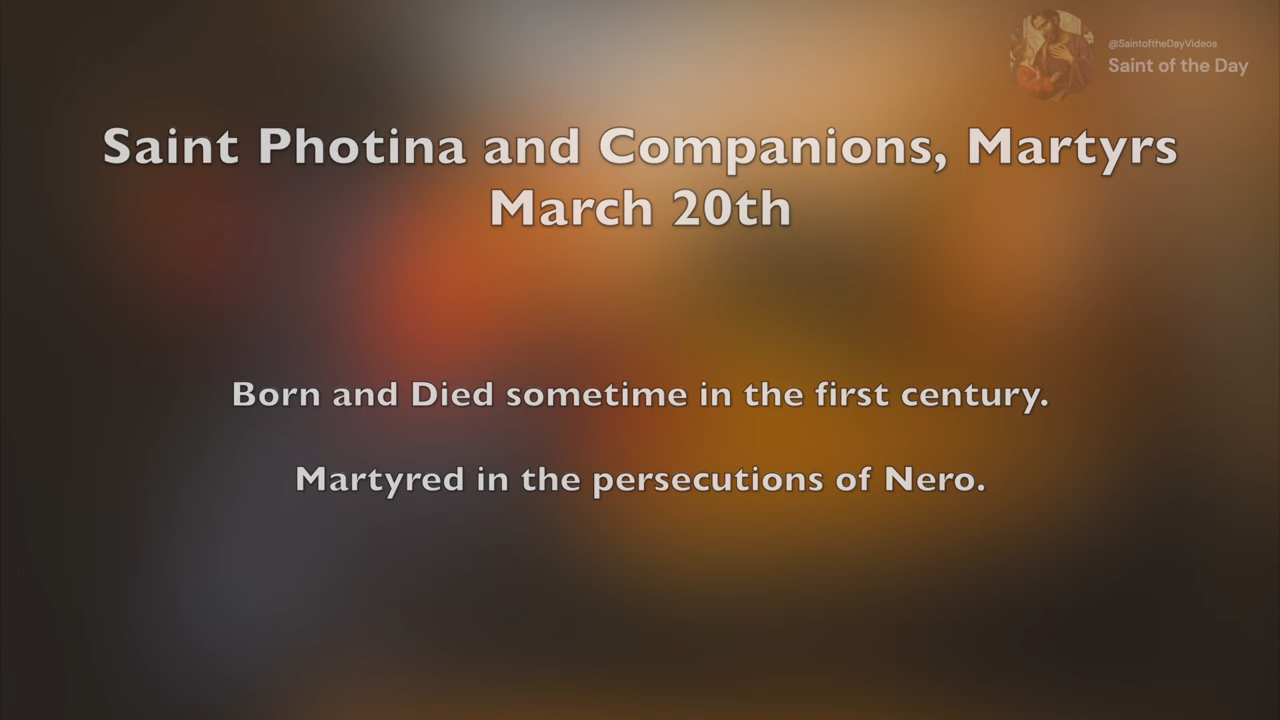 @SaintoftheDayVideos
Saint of the Day
Saint Photina and Companions, Martyrs
March 20th
Born and Died sometime in the first century.
Martyred in the persecutions of Nero.